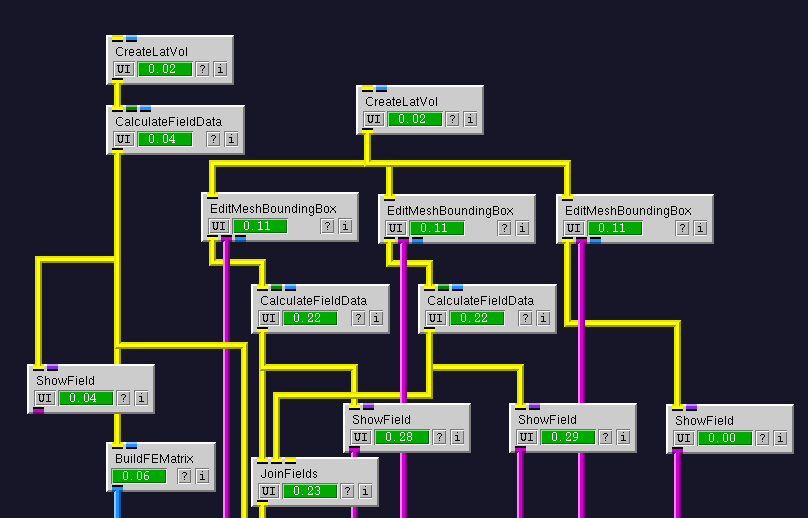 CreateLatVol
UI 0.02 ? i
CreateLatVol
UI 0.02 ? i
CalculateFieldData
UI 0.04 ? i
EditMeshBoundingBox
UI 0.11 ? i
EditMeshBoundingBox
UI 0.11 ? i
EditMeshBoundingBox
UI 0.11 ? i
CalculateFieldData
UI 0.22 ? i
CalculateFieldData
UI 0.22 ? i
ShowField
UI 0.04 ? i
ShowField
UI 0.28 ? i
ShowField
UI 0.29 ? i
ShowField
UI 0.00 ? i
BuildFEMatrix
0.06 ? i
JoinFields
UI 0.23 ? i